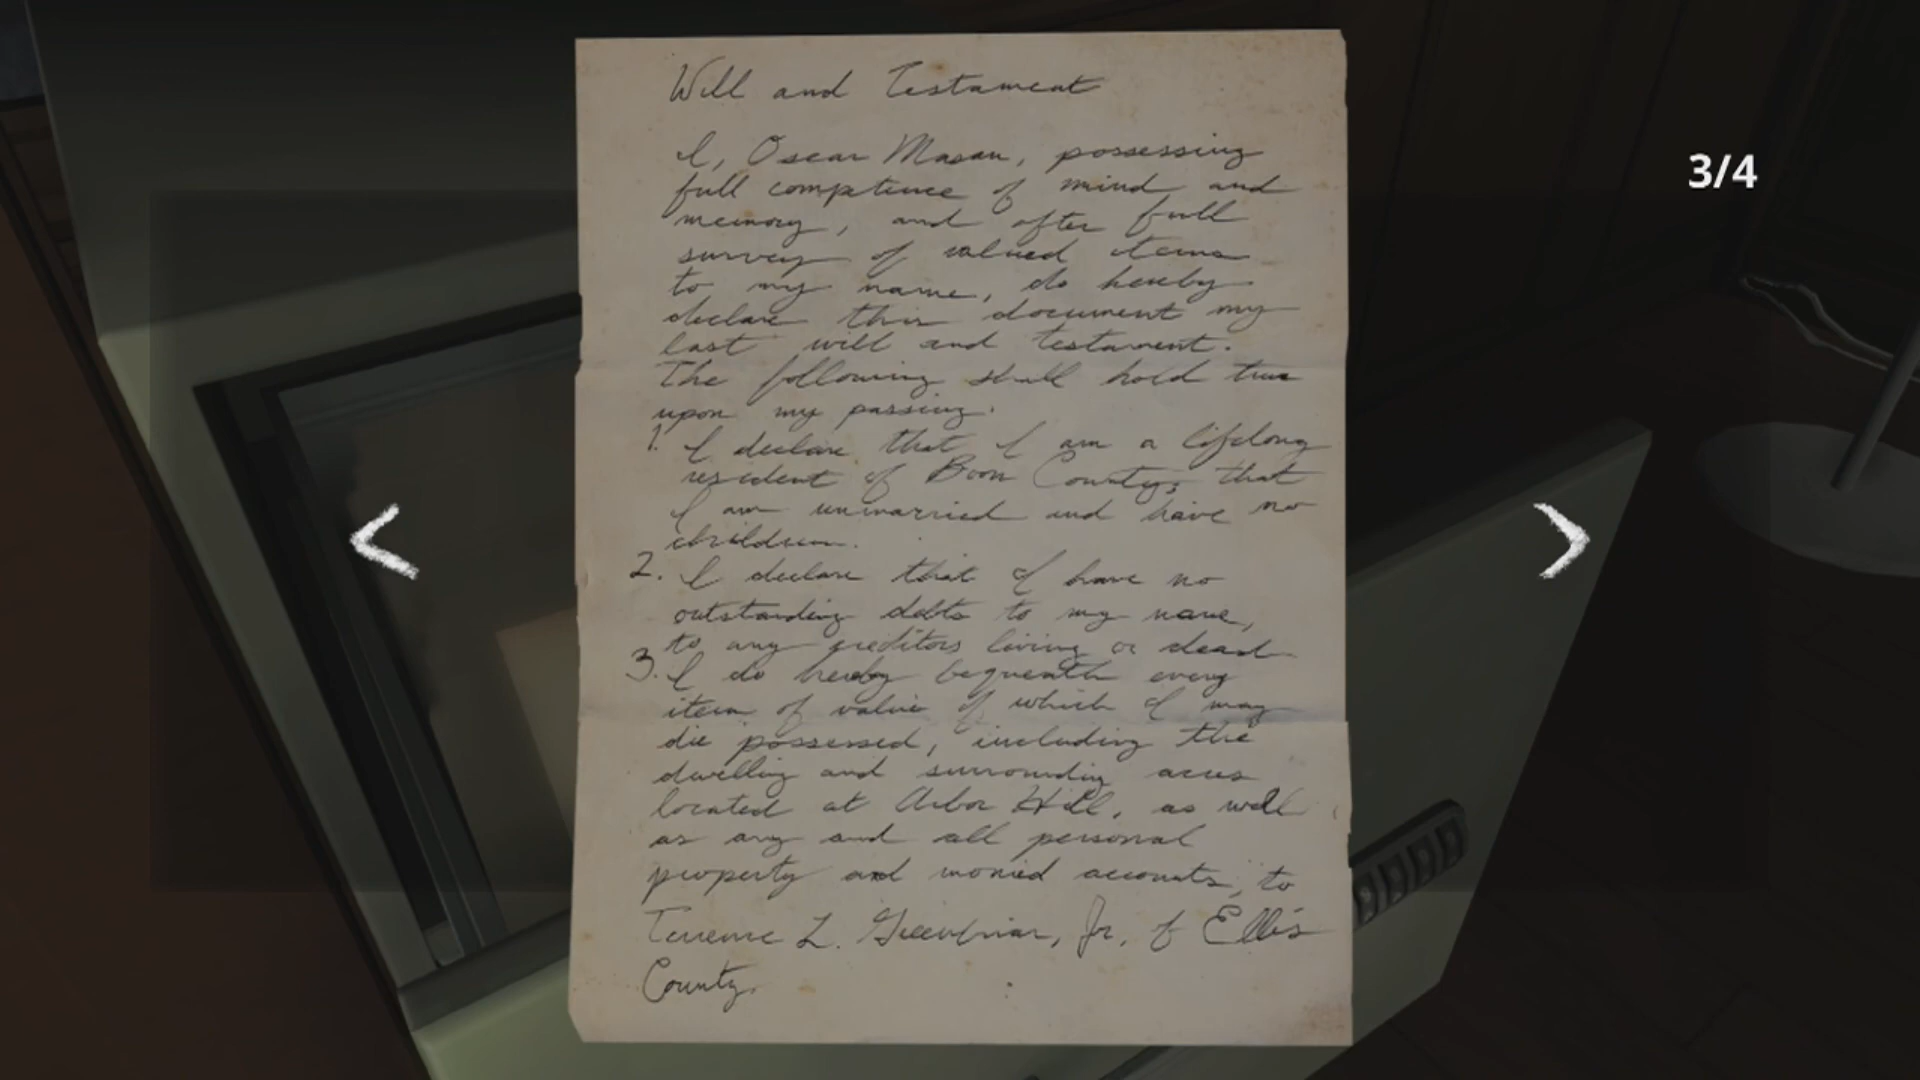 Will and Testament
I, Oscar Mason, possessing
full comptence of mind and
memory, and after full
survey of valued items
to my name, do hereby
declare this document my
last will and testament.
The following shall hold true
upon my passing:
1. I declare that I am a lifelong
resident of Boon County; that
I am unmarried and have no
children.
2. I declare that I have no
outstanding debts to my name,
to any creditors living or dead
3. I do hereby bequeath every
item of value of which I may
die possessed, including the
dwelling and surrounding acres
located at Arbor Hill, as well
as any and all personal
property and monied accounts, to
Terrence L. Greenbriar, Jr. of Ellis
County.
3/4